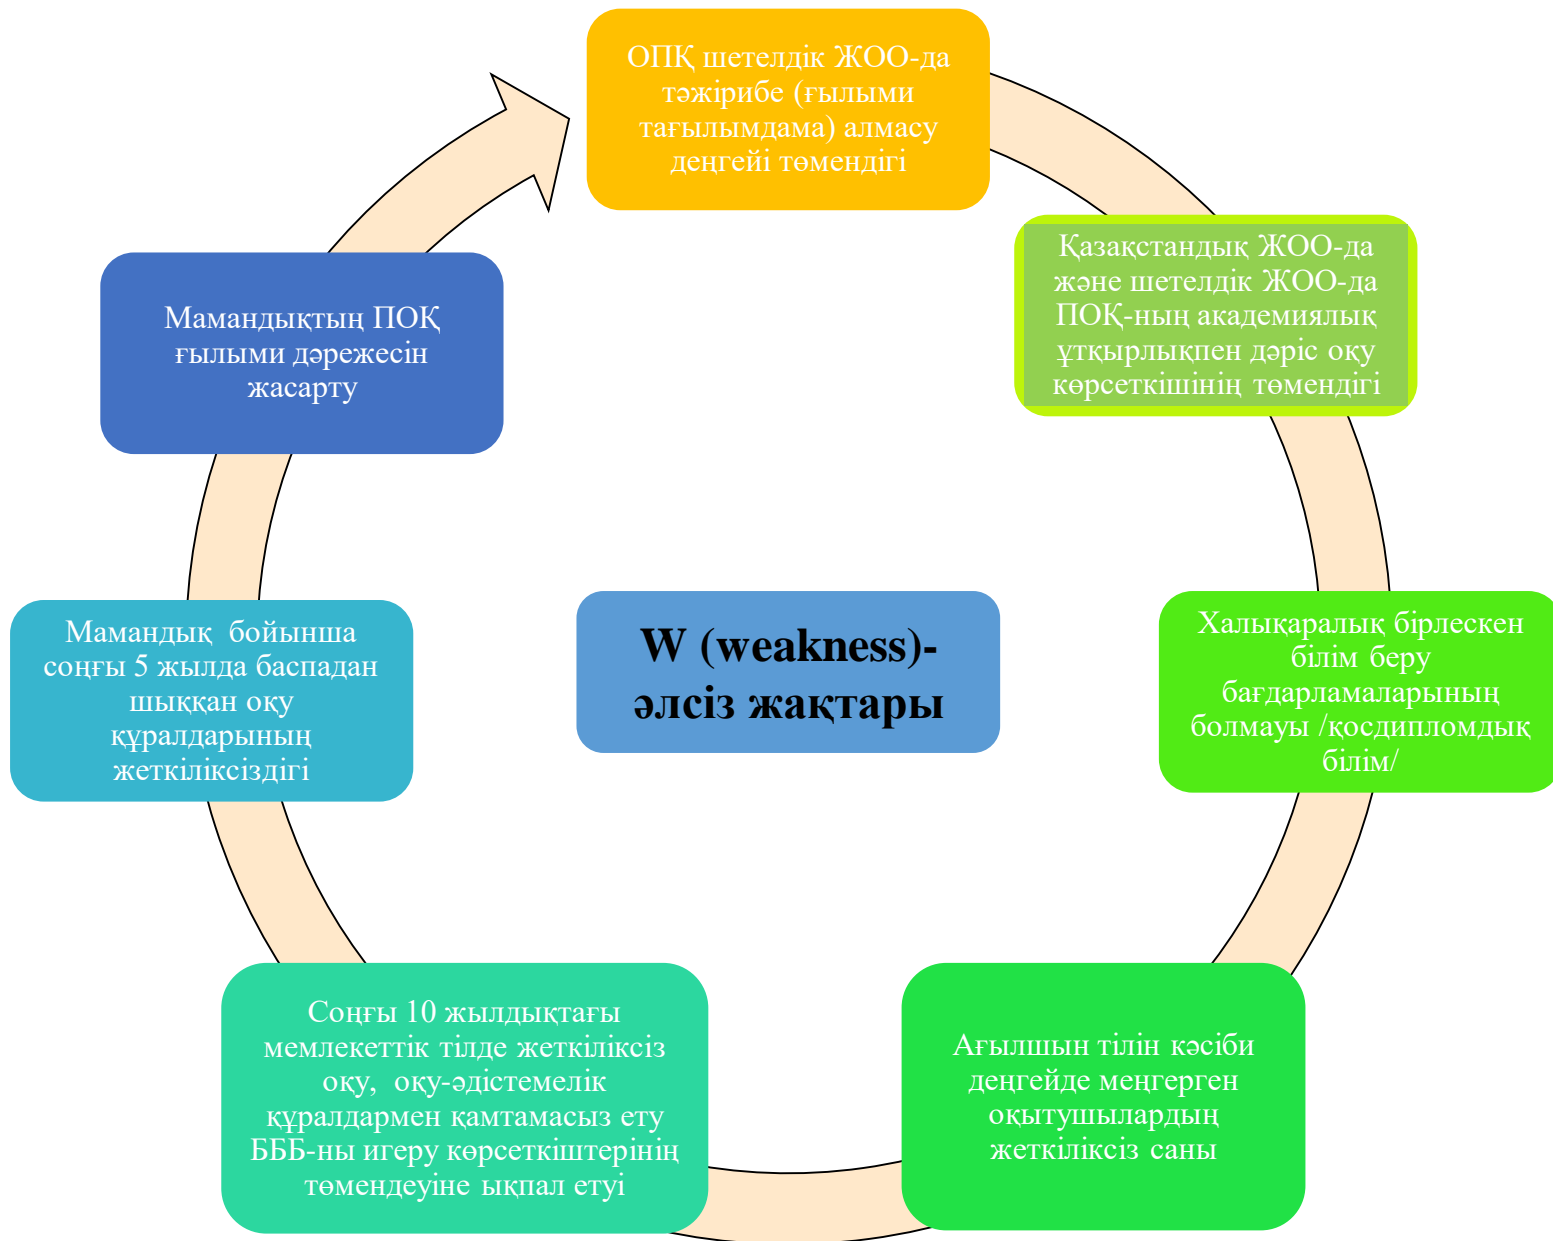 ОПҚ шетелдік ЖОО-да
тәжірибе (ғылыми
тағылымдама) алмасу
деңгейі төмендігі
Қазақстандық ЖОО-да
және шетелдік ЖОО-да
ПОҚ-ның академиялық
ұтқырлықпен дәріс оқу
көрсеткішінің төмендігі
Халықаралық бірлескен
білім беру
бағдарламаларының
болмауы /қосдипломдық
білім/
Ағылшын тілін кәсіби
деңгейде меңгерген
оқытушылардың
жеткіліксіз саны
Соңғы 10 жылдықтағы
мемлекеттік тілде жеткіліксіз
оқу, оқу-әдістемелік
құралдармен қамтамасыз ету
БББ-ны игеру көрсеткіштерінің
төмендеуіне ықпал етуі
Мамандық бойынша
соңғы 5 жылда баспадан
шыққан оқу
құралдарының
жеткіліксіздігі
Мамандықтың ПОҚ
ғылыми дәрежесін
жасарту
W (weakness)-
әлсіз жақтары